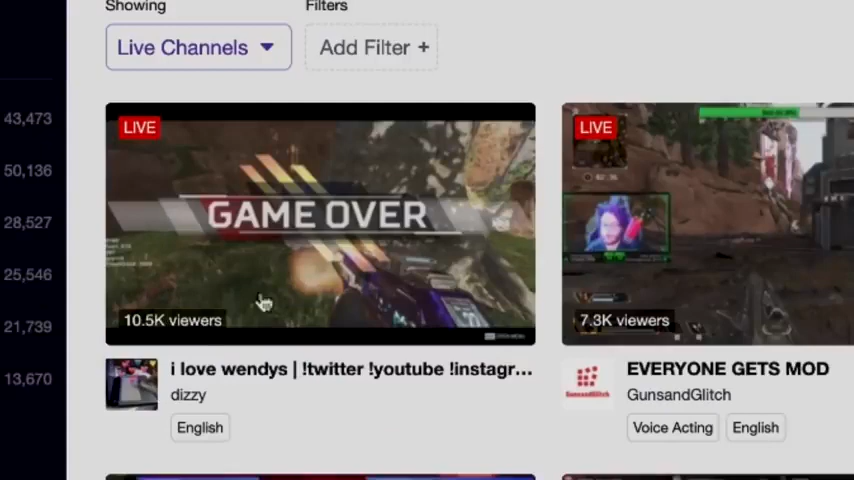 Showing
Filters
Live Channels
Add Filter +
43,473
50,136
28,527
25,546
21,739
13,670
LIVE
GAME OVER
10.5K viewers
i love wendys | !twitter !youtube !instagr...
dizzy
English
LIVE
7.3K viewers
EVERYONE GETS MOD
GunsandGlitch
Voice Acting
English